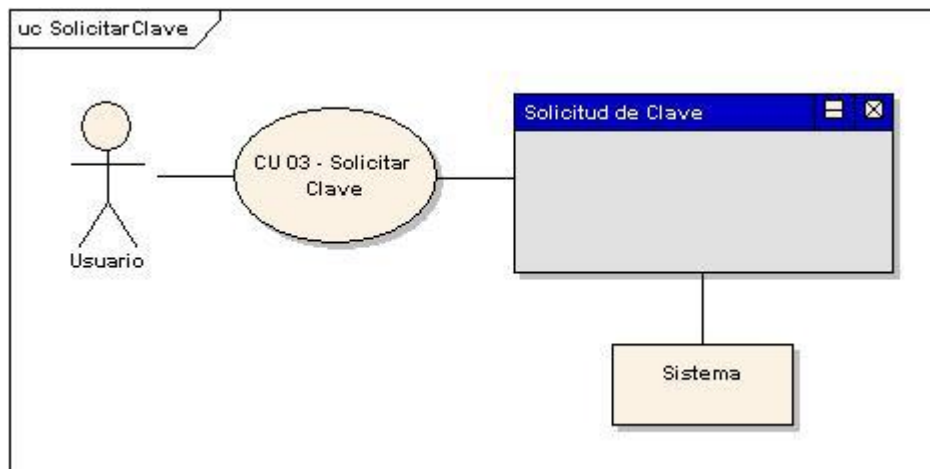 uc SolicitarClave
Solicitud de Clave
CU 03 - Solicitar
Clave
Usuario
Sistema